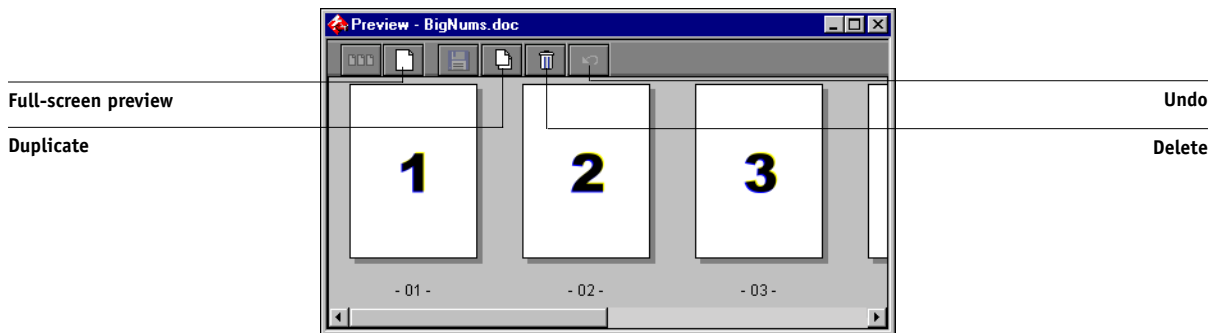 Preview - BigNums.doc
Full-screen preview
Undo
Duplicate
Delete
1 2 3
- 01 - - 02 - - 03 -